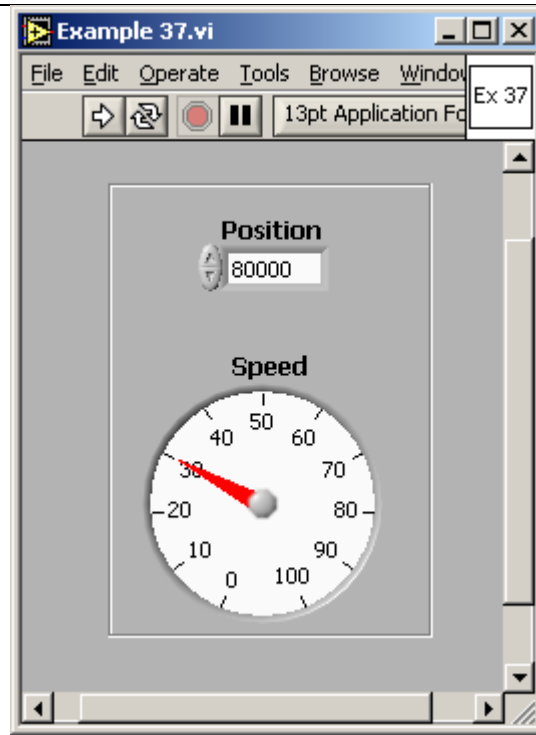 Example 37.vi
File Edit Operate Tools Browse Window
Ex 37
13pt Application Fo
Position
80000
Speed
50
40 60
30 70
20 80
10 90
0 100